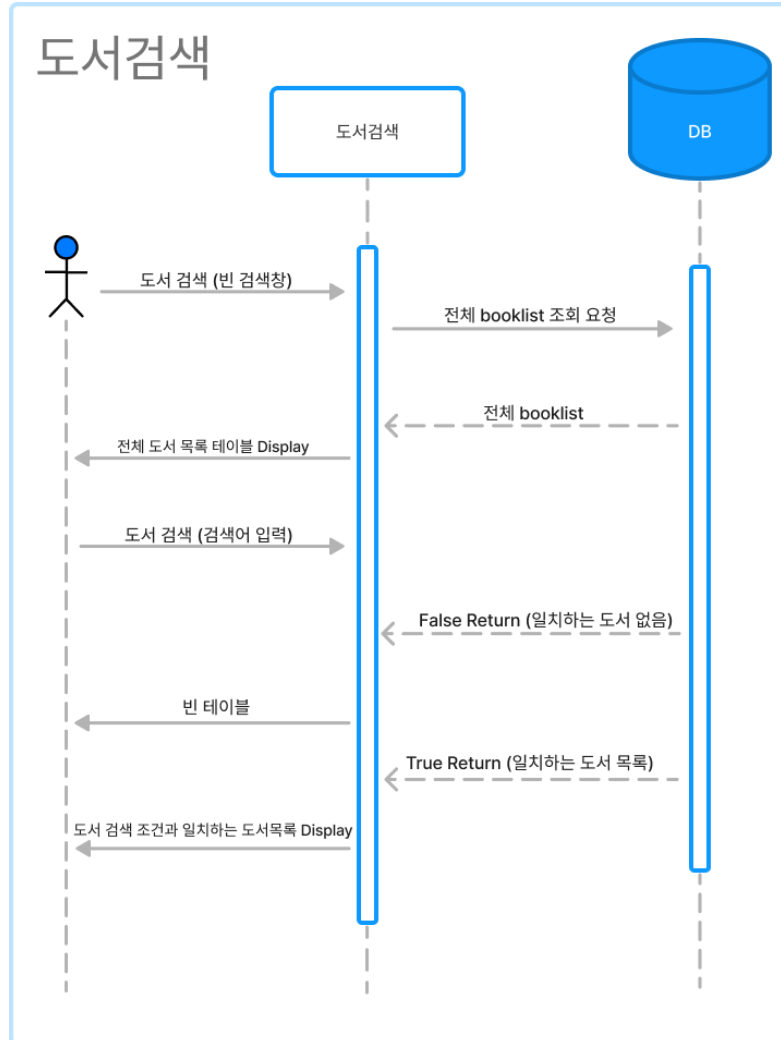 도서검색
도서검색
DB
도서 검색 (빈 검색창)
전체 booklist 조회 요청
전체 booklist
전체 도서 목록 테이블 Display
도서 검색 (검색어 입력)
False Return (일치하는 도서 없음)
빈 테이블
True Return (일치하는 도서 목록)
도서 검색 조건과 일치하는 도서목록 Display